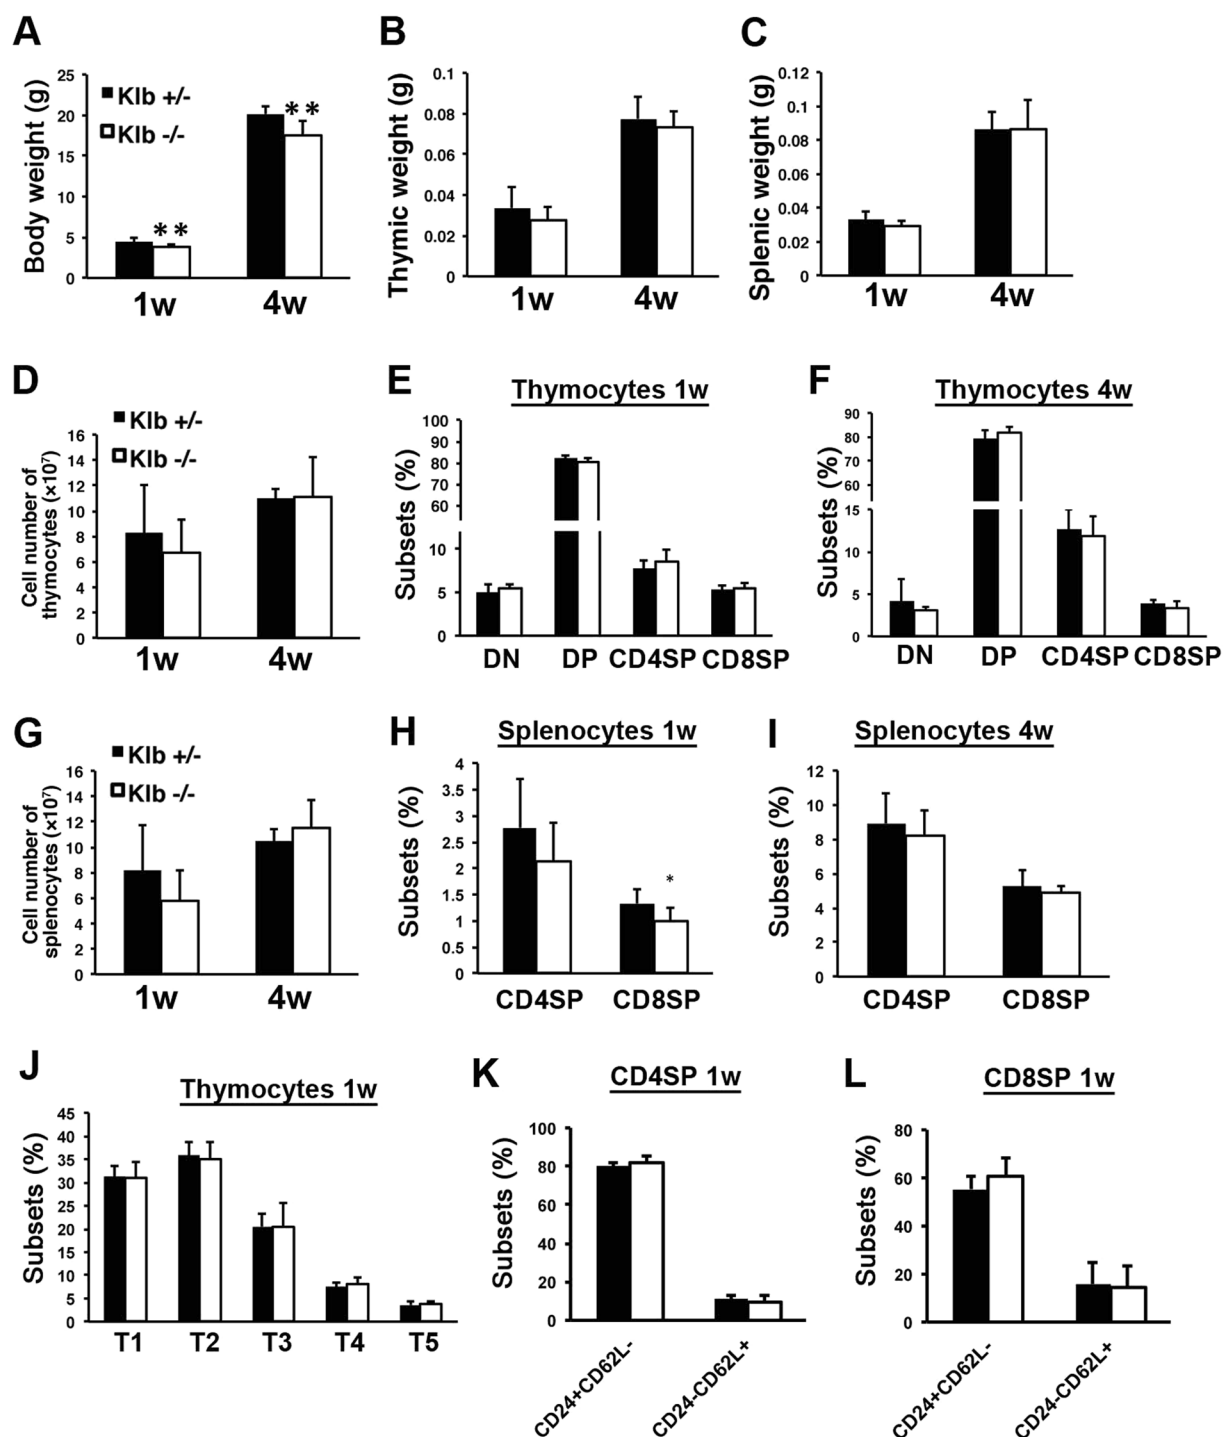 A
B
C
Body weight (g)
25
20
15
10
5
0
Klb +/-
Klb -/-
**
**
1w
4w
Thymic weight (g)
0.1
0.08
0.06
0.04
0.02
0
1w
4w
Splenic weight (g)
0.12
0.1
0.08
0.06
0.04
0.02
0
1w
4w
D
E
F
Cell number of
thymocytes (×10⁷)
16
14
12
10
8
6
4
2
0
Klb +/-
Klb -/-
1w
4w
Thymocytes 1w
Subsets (%)
100
90
80
70
60
10
5
0
DN
DP
CD4SP
CD8SP
Thymocytes 4w
Subsets (%)
90
80
70
60
15
10
5
0
DN
DP
CD4SP
CD8SP
G
H
I
Cell number of
splenocytes (×10⁷)
16
14
12
10
8
6
4
2
0
Klb +/-
Klb -/-
1w
4w
Splenocytes 1w
Subsets (%)
4
3.5
3
2.5
2
1.5
1
0.5
0
*
CD4SP
CD8SP
Splenocytes 4w
Subsets (%)
12
10
8
6
4
2
0
CD4SP
CD8SP
J
K
L
Thymocytes 1w
Subsets (%)
45
40
35
30
25
20
15
10
5
0
T1
T2
T3
T4
T5
CD4SP 1w
Subsets (%)
100
80
60
40
20
0
CD24+CD62L-
CD24-CD62L+
CD8SP 1w
Subsets (%)
80
60
40
20
0
CD24+CD62L-
CD24-CD62L+